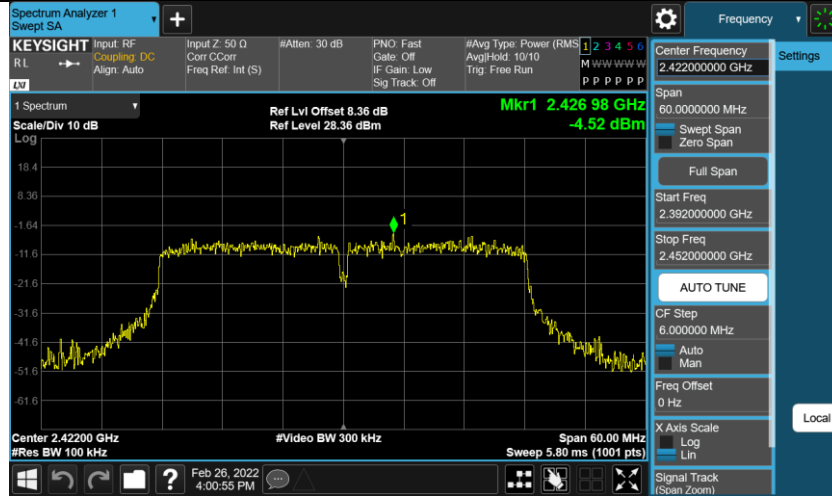 Spectrum Analyzer 1
Swept SA
+
Frequency
KEYSIGHT
RL
LXI
Input: RF
Coupling: DC
Align: Auto
Input Z: 50 Ω
Corr CCorr
Freq Ref: Int (S)
#Atten: 30 dB
PNO: Fast
Gate: Off
IF Gain: Low
Sig Track: Off
#Avg Type: Power (RMS
Avg|Hold: 10/10
Trig: Free Run
1 2 3 4 5 6
M W W W W W
P P P P P P
1 Spectrum
Scale/Div 10 dB
Log
Ref Lvl Offset 8.36 dB
Ref Level 28.36 dBm
Mkr1 2.426 98 GHz
-4.52 dBm
18.4
8.36
-1.64
-11.6
-21.6
-31.6
-41.6
-51.6
-61.6
1
Center 2.42200 GHz
#Res BW 100 kHz
#Video BW 300 kHz
Span 60.00 MHz
Sweep 5.80 ms (1001 pts)
Center Frequency
2.422000000 GHz
Settings
Span
60.0000000 MHz
Swept Span
Zero Span
Full Span
Start Freq
2.392000000 GHz
Stop Freq
2.452000000 GHz
AUTO TUNE
CF Step
6.000000 MHz
Auto
Man
Freq Offset
0 Hz
Local
X Axis Scale
Log
Lin
Signal Track
(Span Zoom)
?
Feb 26, 2022
4:00:55 PM